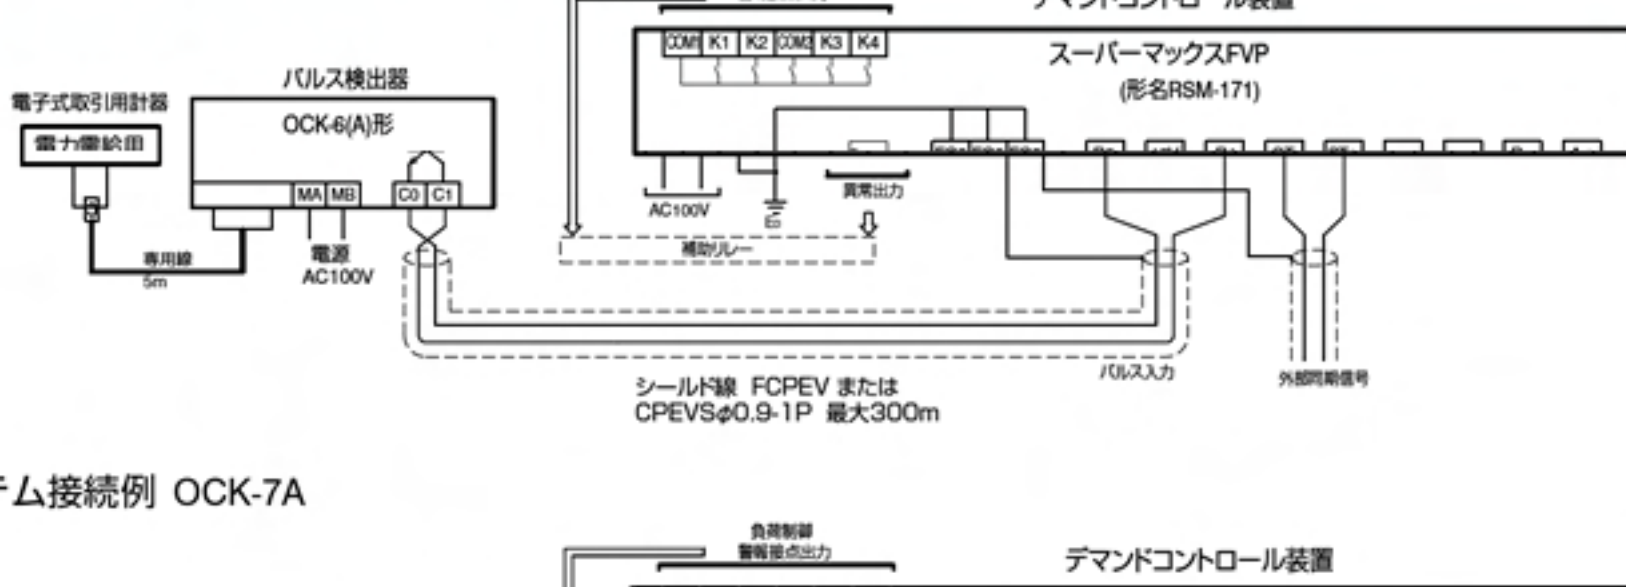 デマンドコントロール装置
COM1 K1 K2 COM2 K3 K4
スーパーマックスFVP
(形名RSM-171)
パルス検出器
電子式取引用計器
OCK-6(A)形
電力需給用
MA MB C0 C1
専用線
5m
電源
AC100V
AC100V
異常出力
補助リレー
パルス入力
外部同期信号
シールド線 FCPEV または
CPEVSφ0.9-1P 最大300m
テム接続例 OCK-7A
負荷制御
警報接点出力
デマンドコントロール装置